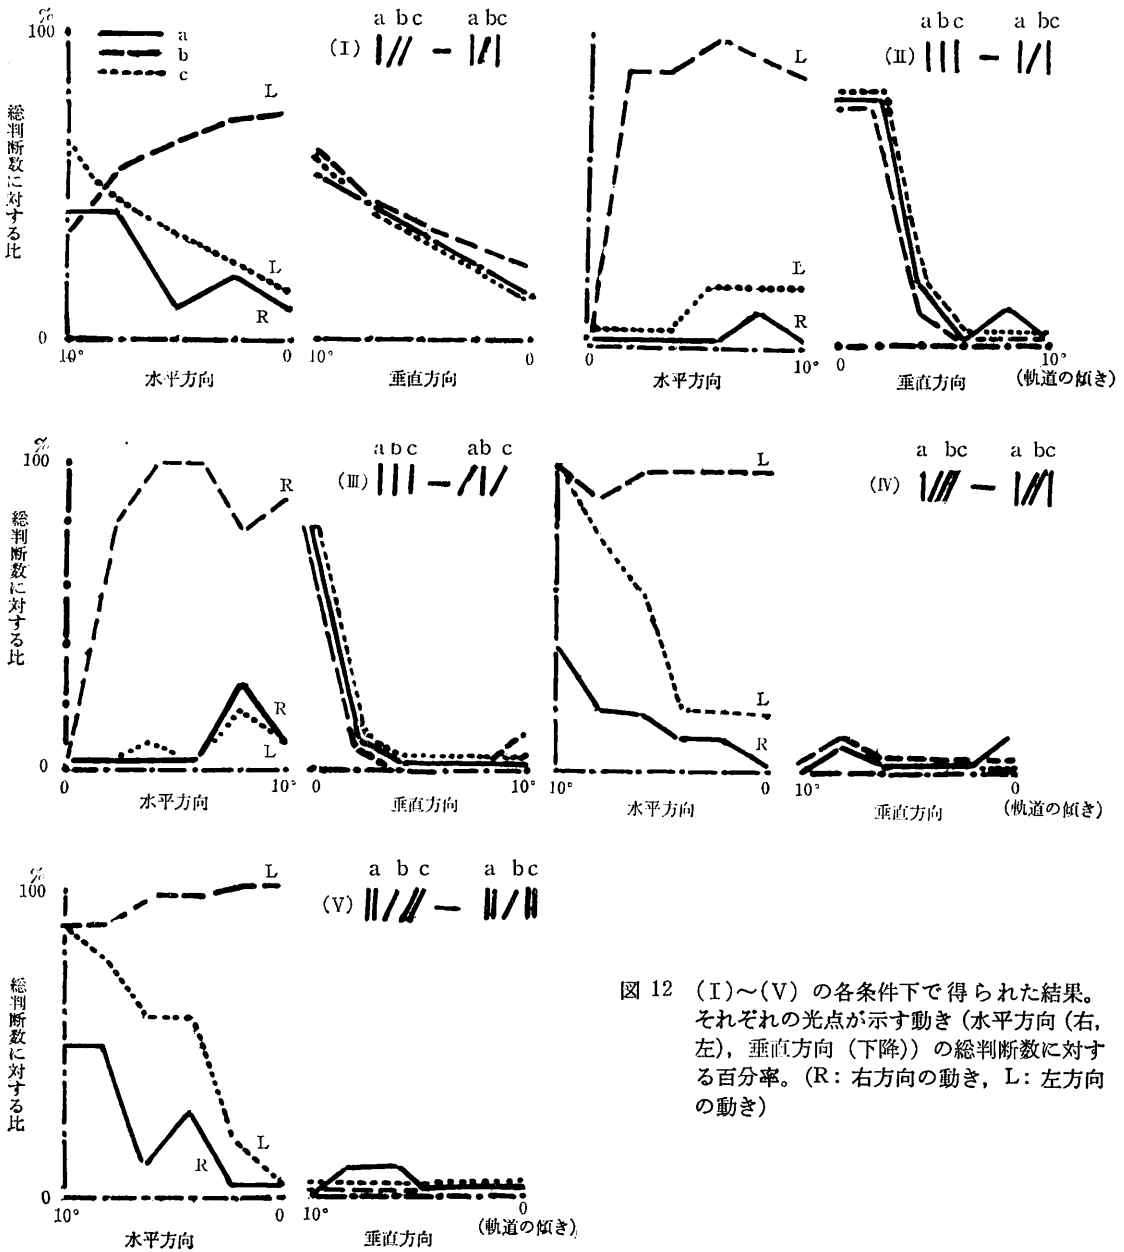 %
100
a
b
c
L
L
R
0
10°
0
水平方向
総判断数に対する比
(I)
a bc
a bc
10°
0
垂直方向
L
L
R
0
10°
水平方向
(II)
abc
a bc
0
10°
垂直方向
(軌道の傾き)
%
100
R
R
L
0
0
10°
水平方向
総判断数に対する比
(III)
abc
ab c
0
10°
垂直方向
L
L
R
10°
0
水平方向
(IV)
a bc
a bc
10°
0
垂直方向
(軌道の傾き)
%
100
L
L
R
0
10°
0
水平方向
総判断数に対する比
(V)
a b c
a bc
10°
0
垂直方向
(軌道の傾き)
図 12 (I)～(V) の各条件下で得られた結果。
それぞれの光点が示す動き (水平方向 (右,
左), 垂直方向 (下降)) の総判断数に対す
る百分率。(R: 右方向の動き, L: 左方向
の動き)